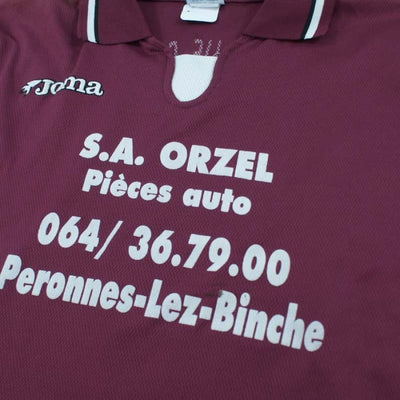 Joma
S.A. ORZEL
Pièces auto
064/ 36.79.00
Peronnes-Lez-Binche